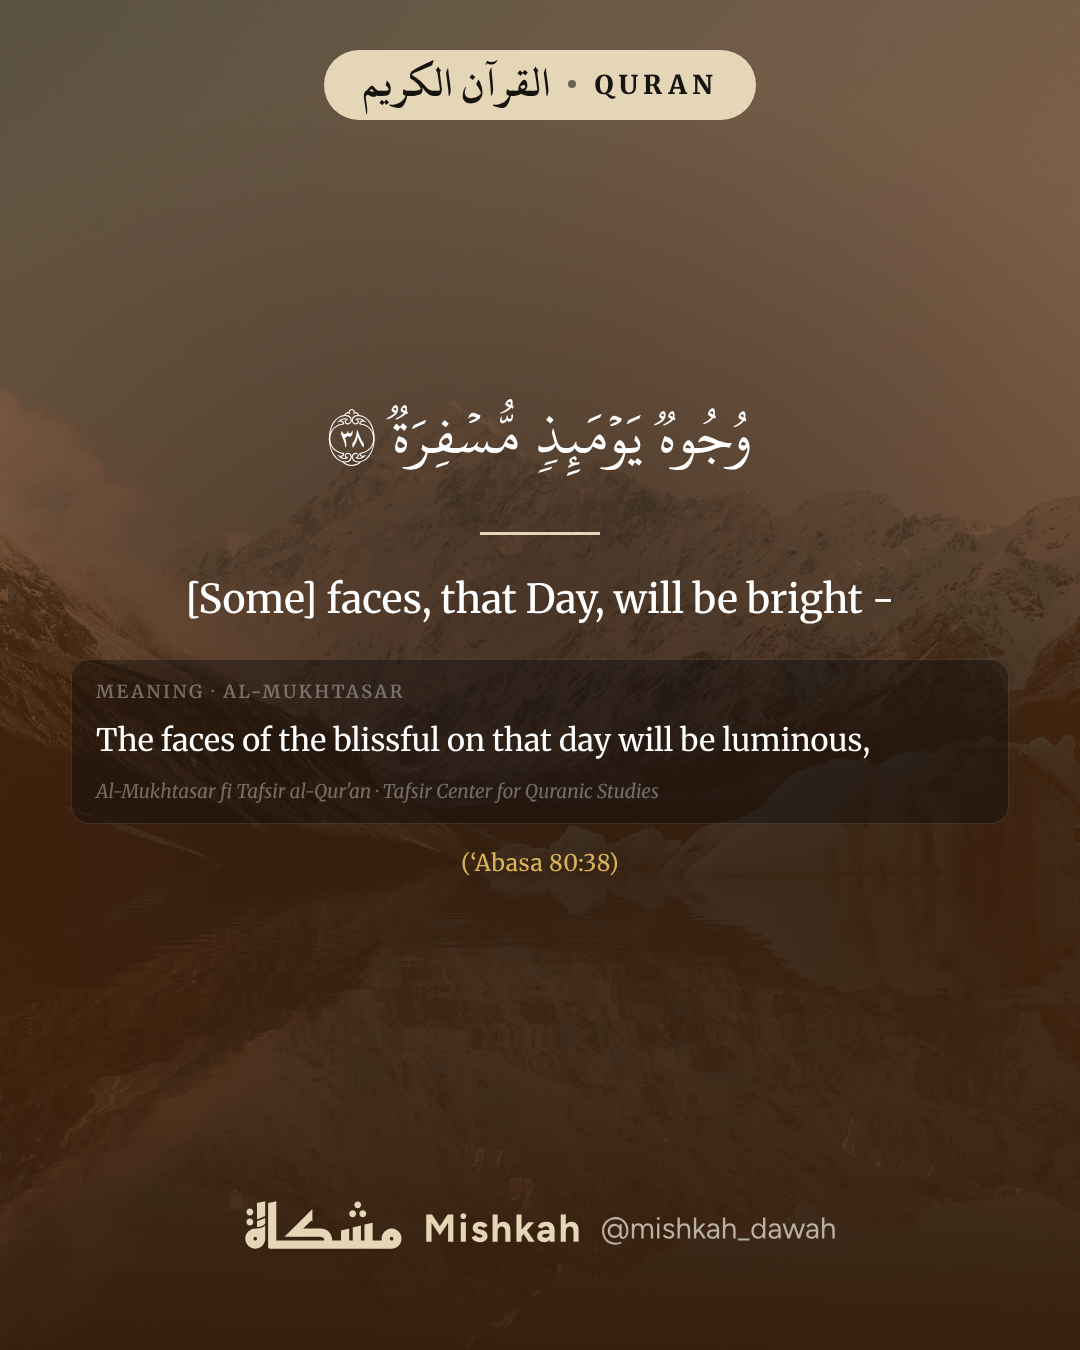 القرآن الكريم • QURAN
وُجُوهٌ يَوْمَئِذٍ مُّسْفِرَةٌ ٣٨
[Some] faces, that Day, will be bright -
MEANING · AL-MUKHTASAR
The faces of the blissful on that day will be luminous,
Al-Mukhtasar fi Tafsir al-Qur'an · Tafsir Center for Quranic Studies
(‘Abasa 80:38)
مشكاة Mishkah @mishkah_dawah